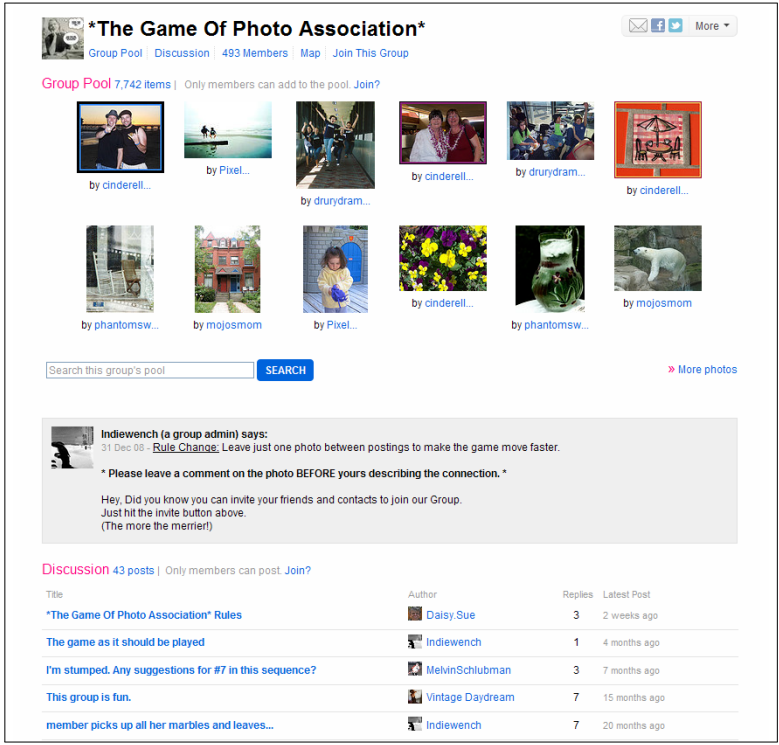 *The Game Of Photo Association*
More
Group Pool Discussion 493 Members Map Join This Group
Group Pool 7,742 items | Only members can add to the pool. Join?
by cinderell... by Pixel... by drurydram... by cinderell... by drurydram... by cinderell...
by phantomsw... by mojosmom by Pixel... by cinderell... by phantomsw... by mojosmom
Search this group's pool SEARCH » More photos
Indiewench (a group admin) says:
31 Dec 08 - Rule Change: Leave just one photo between postings to make the game move faster.
* Please leave a comment on the photo BEFORE yours describing the connection. *
Hey, Did you know you can invite your friends and contacts to join our Group.
Just hit the invite button above.
(The more the merrier!)
Discussion 43 posts | Only members can post. Join?
Title Author Replies Latest Post
*The Game Of Photo Association* Rules Daisy.Sue 3 2 weeks ago
The game as it should be played Indiewench 1 4 months ago
I'm stumped. Any suggestions for #7 in this sequence? MelvinSchlubman 3 7 months ago
This group is fun. Vintage Daydream 7 15 months ago
member picks up all her marbles and leaves... Indiewench 7 20 months ago